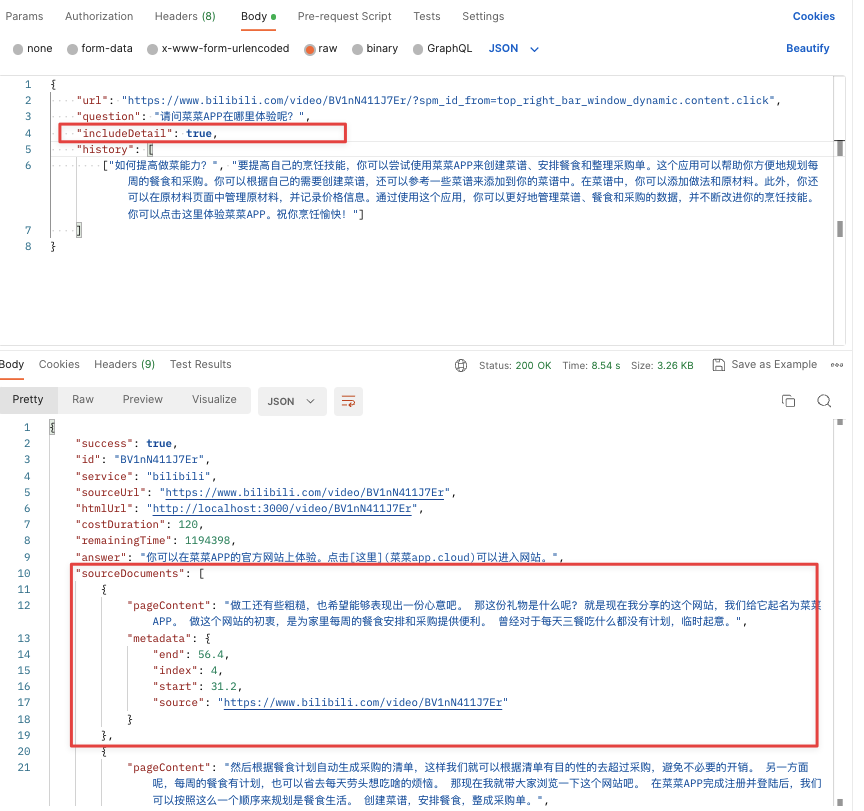 Params Authorization Headers (8) Body Pre-request Script Tests Settings Cookies
none form-data x-www-form-urlencoded raw binary GraphQL JSON Beautify
1 {
2 "url": "https://www.bilibili.com/video/BV1nN411J7Er/?spm_id_from=top_right_bar_window_dynamic.content.click",
3 "question": "请问菜菜APP在哪里体验呢？",
4 "includeDetail": true,
5 "history": [
6 ["如何提高做菜能力？", "要提高自己的烹饪技能，你可以尝试使用菜菜APP来创建菜谱、安排餐食和整理采购单。这个应用可以帮助你方便地规划每
周的餐食和采购。你可以根据自己的需要创建菜谱，还可以参考一些菜谱来添加到你的菜谱中。在菜谱中，你可以添加做法和原材料。此外，你还
可以在原材料页面中管理原材料，并记录价格信息。通过使用这个应用，你可以更好地管理菜谱、餐食和采购的数据，并不断改进你的烹饪技能。
你可以点击这里体验菜菜APP。祝你烹饪愉快！"]
7 ]
8 }
Body Cookies Headers (9) Test Results Status: 200 OK Time: 8.54 s Size: 3.26 KB Save as Example
Pretty Raw Preview Visualize JSON
1 {
2 "success": true,
3 "id": "BV1nN411J7Er",
4 "service": "bilibili",
5 "sourceUrl": "https://www.bilibili.com/video/BV1nN411J7Er",
6 "htmlUrl": "http://localhost:3000/video/BV1nN411J7Er",
7 "costDuration": 120,
8 "remainingTime": 1194398,
9 "answer": "你可以在菜菜APP的官方网站上体验。点击[这里](菜菜app.cloud)可以进入网站。",
10 "sourceDocuments": [
11 {
12 "pageContent": "做工还有些粗糙，也希望能够表现出一份心意吧。 那这份礼物是什么呢？就是现在我分享的这个网站，我们给它起名为菜菜
APP。 做这个网站的初衷，是为家里每周的餐食安排和采购提供便利。 曾经对于每天三餐吃什么都没有计划，临时起意。",
13 "metadata": {
14 "end": 56.4,
15 "index": 4,
16 "start": 31.2,
17 "source": "https://www.bilibili.com/video/BV1nN411J7Er"
18 }
19 },
20 {
21 "pageContent": "然后根据餐食计划自动生成采购的清单，这样我们就可以根据清单有目的性的去超过采购，避免不必要的开销。 另一方面
呢，每周的餐食有计划，也可以省去每天劳头想吃啥的烦恼。 那现在我就带大家浏览一下这个网站吧。 在菜菜APP完成注册并登陆后，我们
可以按照这么一个顺序来规划是餐食生活。 创建菜谱，安排餐食，整成采购单。",